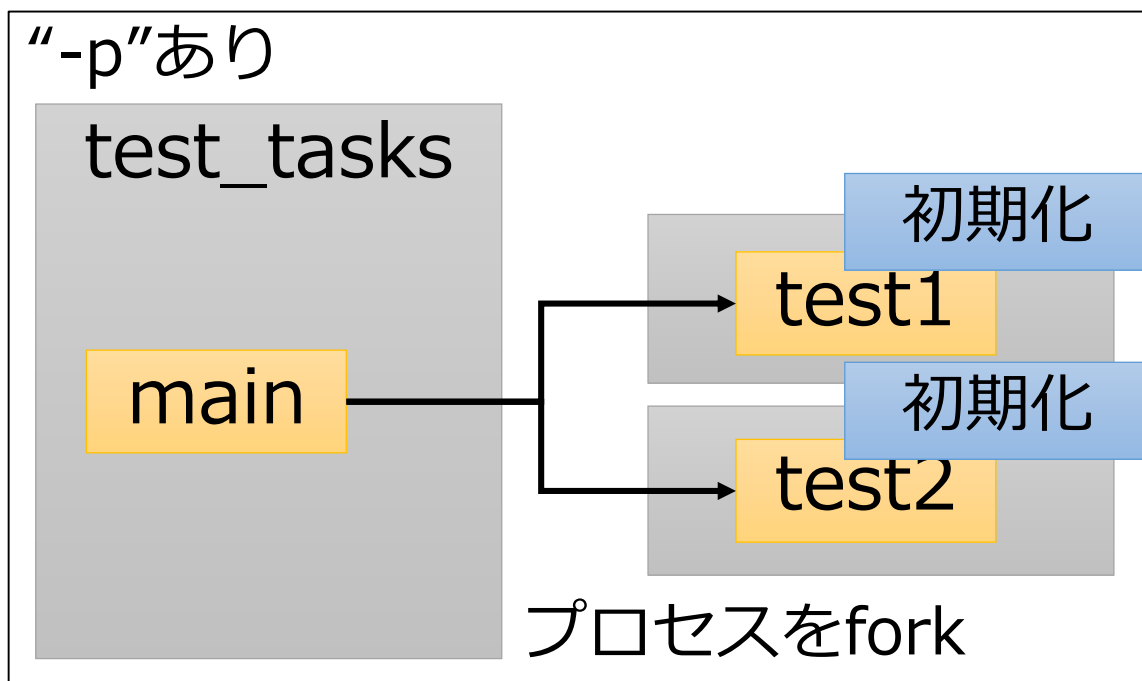 “-p”あり
test_tasks
初期化
test1
main
初期化
test2
プロセスをfork